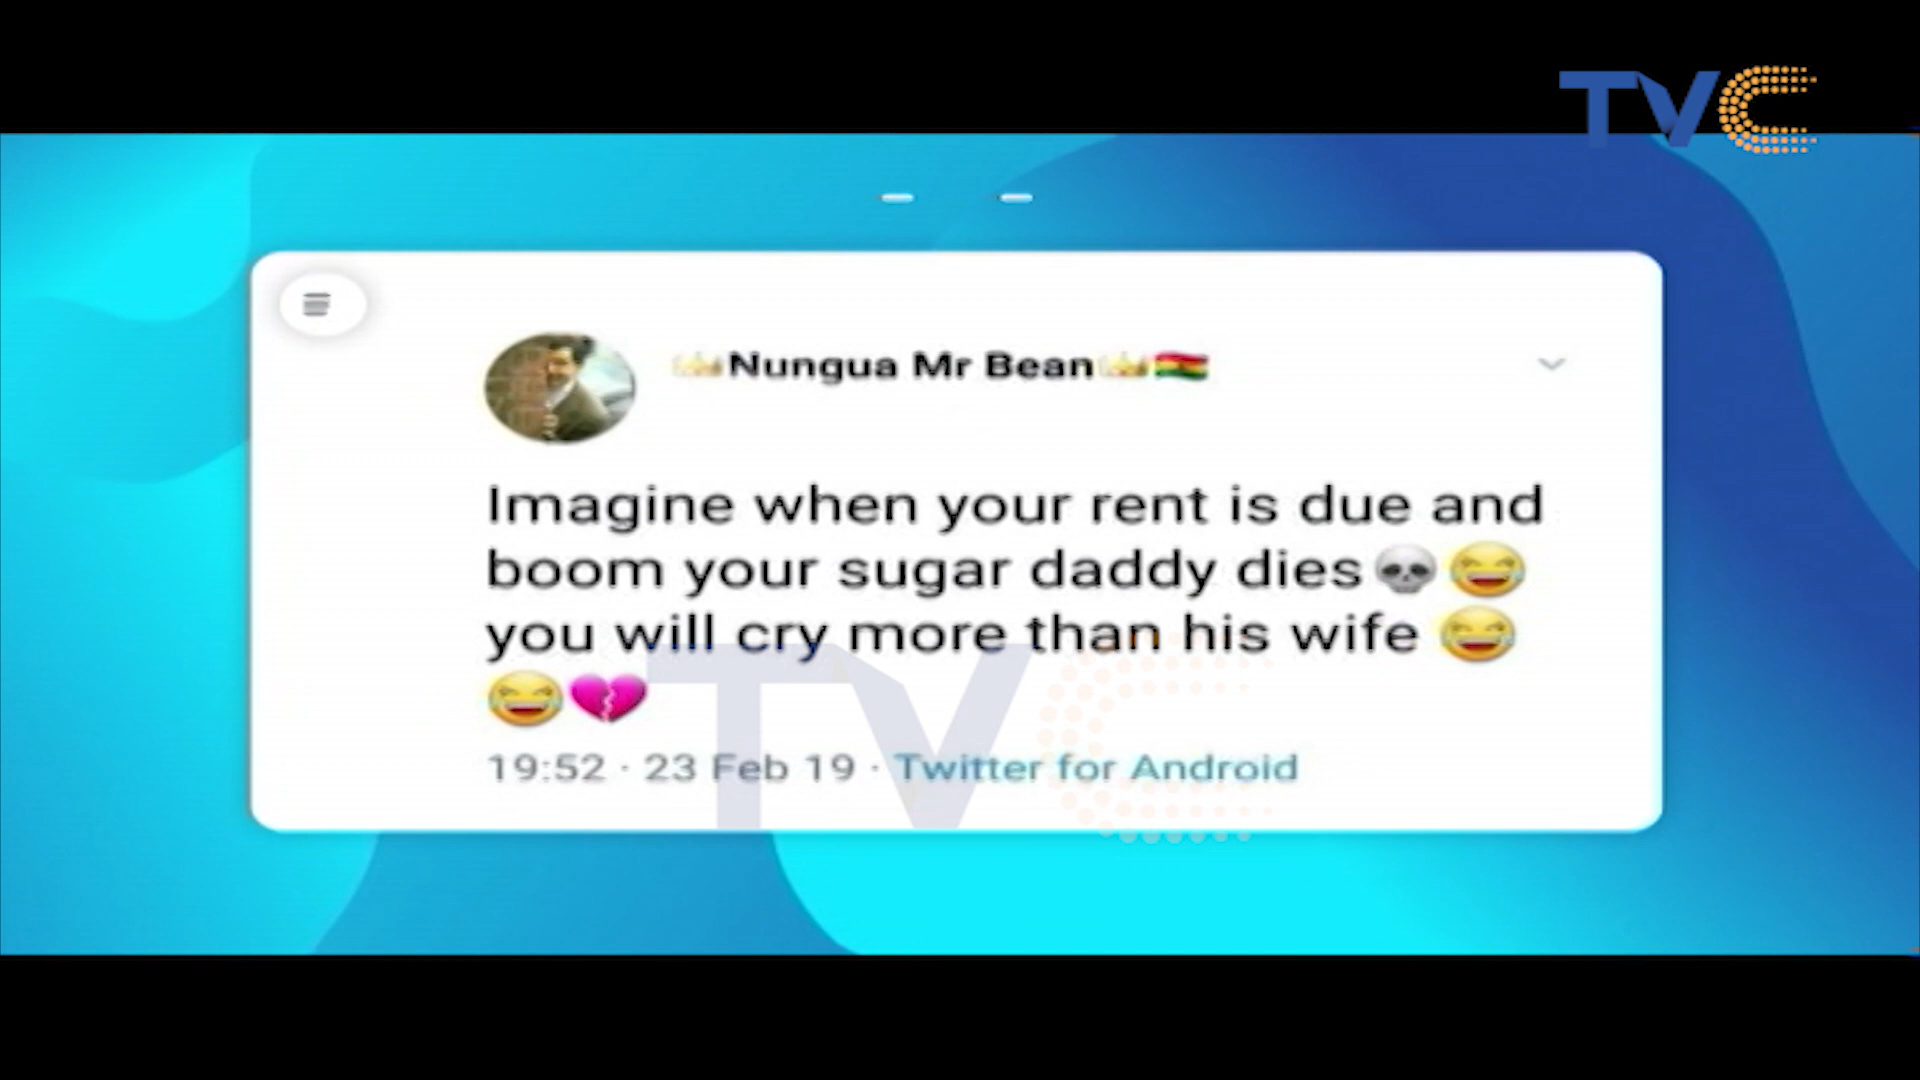 TVC
👑Nungua Mr Bean👑🇬🇭
Imagine when your rent is due and
boom your sugar daddy dies💀😂
you will cry more than his wife 😂
😂💔
19:52 · 23 Feb 19 · Twitter for Android
TVC